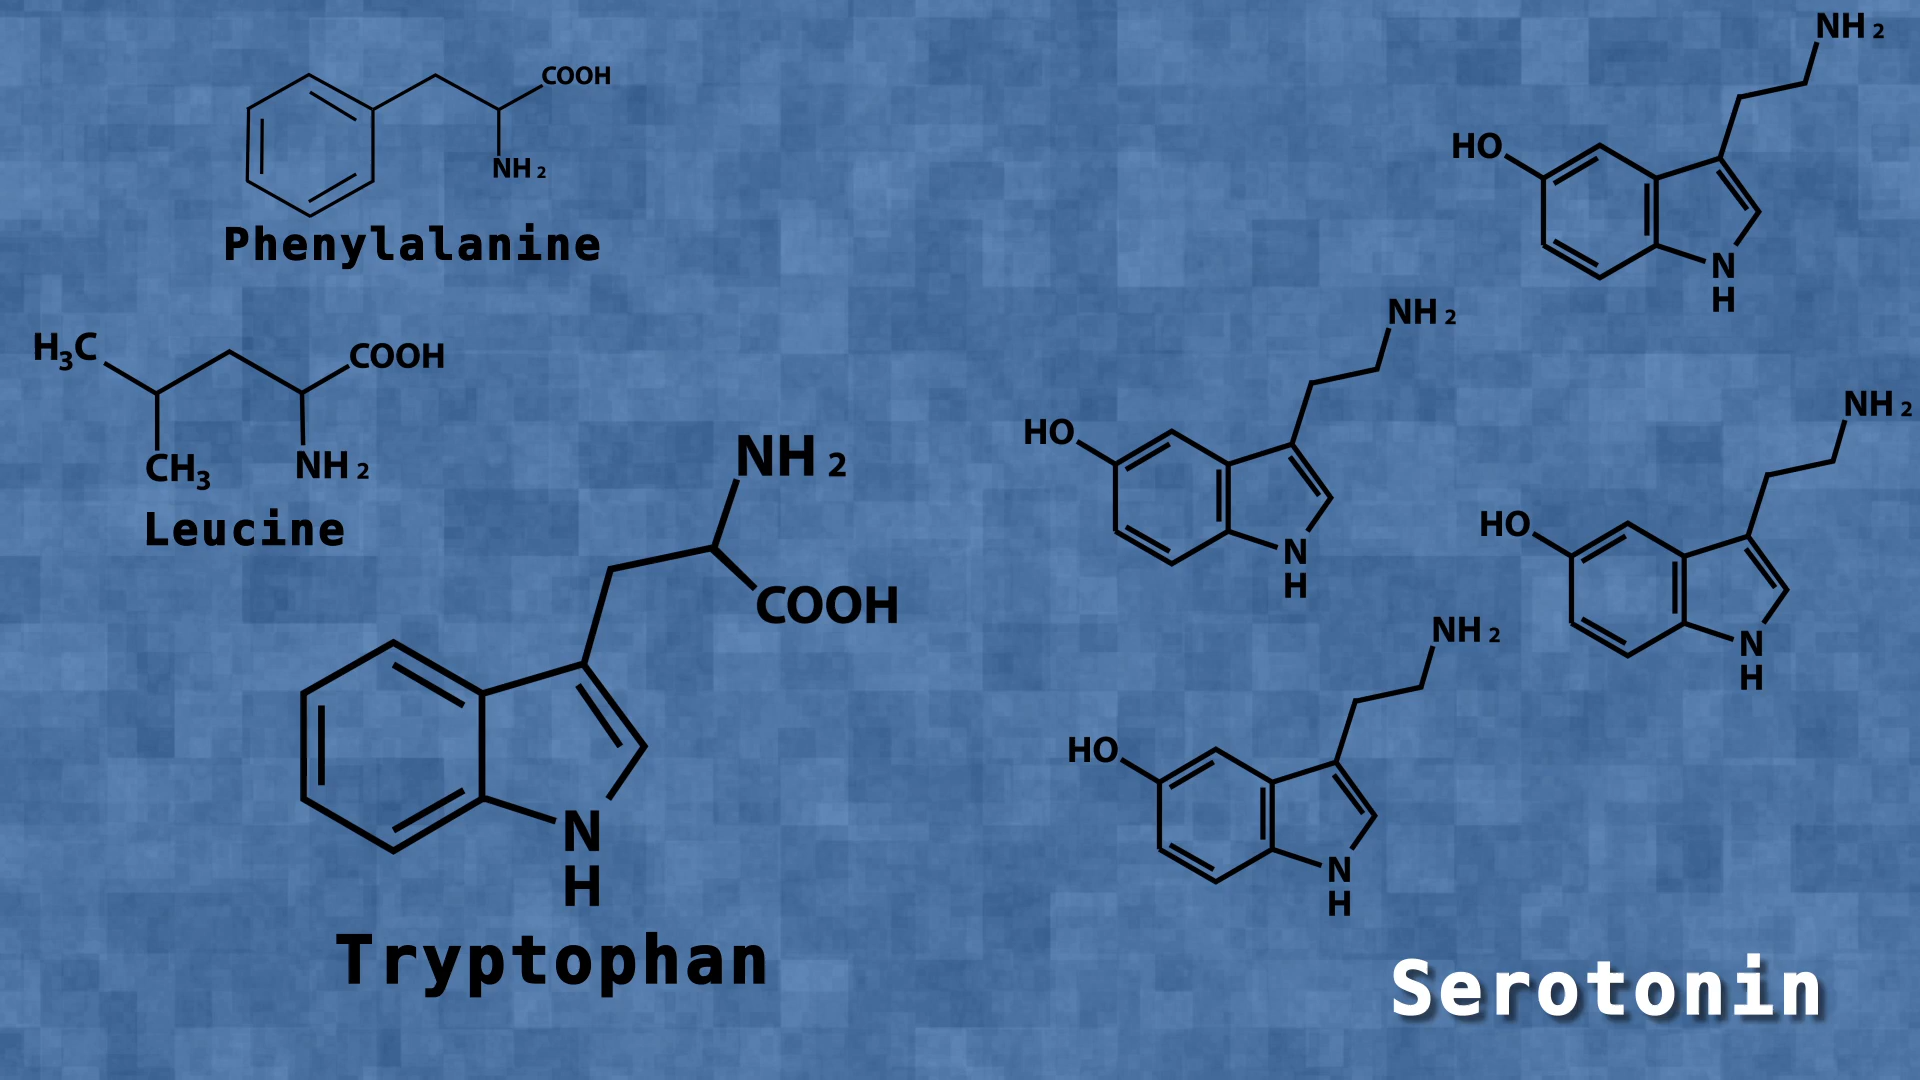 COOH
NH₂
Phenylalanine
H₃C
COOH
CH₃
NH₂
Leucine
NH₂
COOH
N
H
Tryptophan
NH₂
HO
N
H
NH₂
HO
N
H
NH₂
HO
N
H
NH₂
HO
N
H
Serotonin